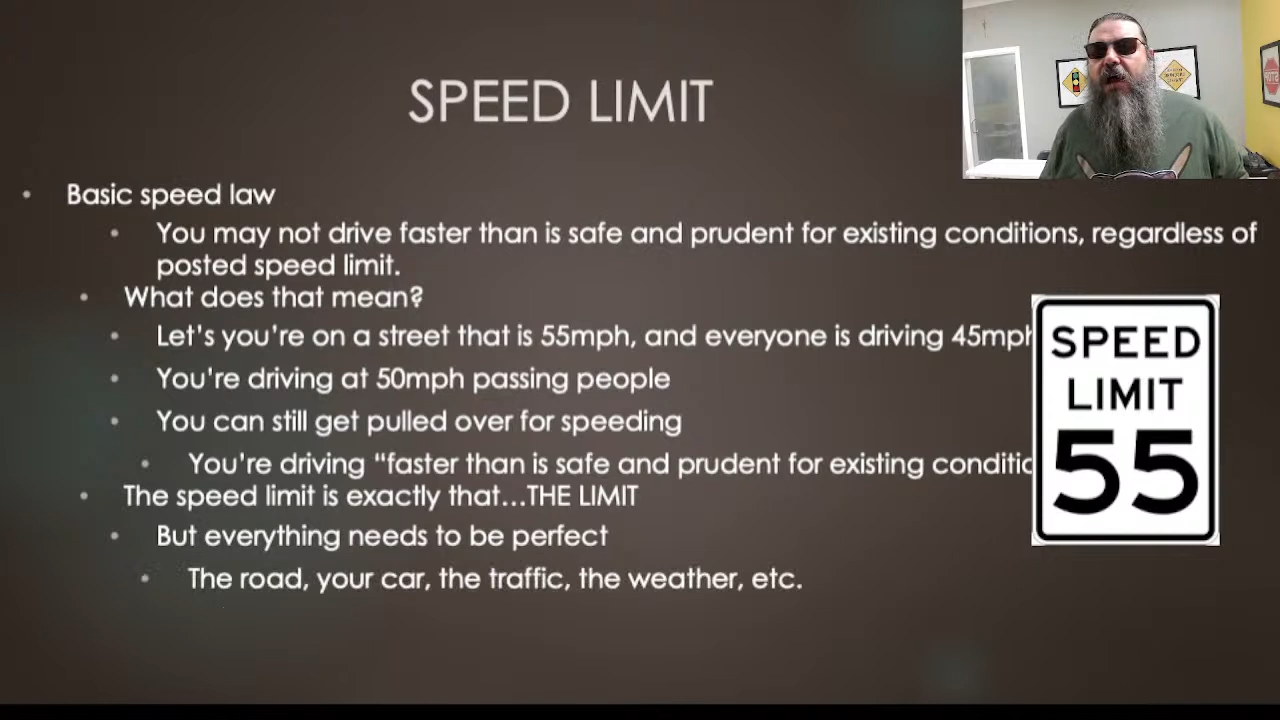 SPEED LIMIT
• Basic speed law
• You may not drive faster than is safe and prudent for existing conditions, regardless of
posted speed limit.
• What does that mean?
• Let’s you’re on a street that is 55mph, and everyone is driving 45mph
• You’re driving at 50mph passing people
• You can still get pulled over for speeding
• You’re driving “faster than is safe and prudent for existing
• The speed limit is exactly that...THE LIMIT
• But everything needs to be perfect
• The road, your car, the traffic, the weather, etc.
SPEED
LIMIT
55